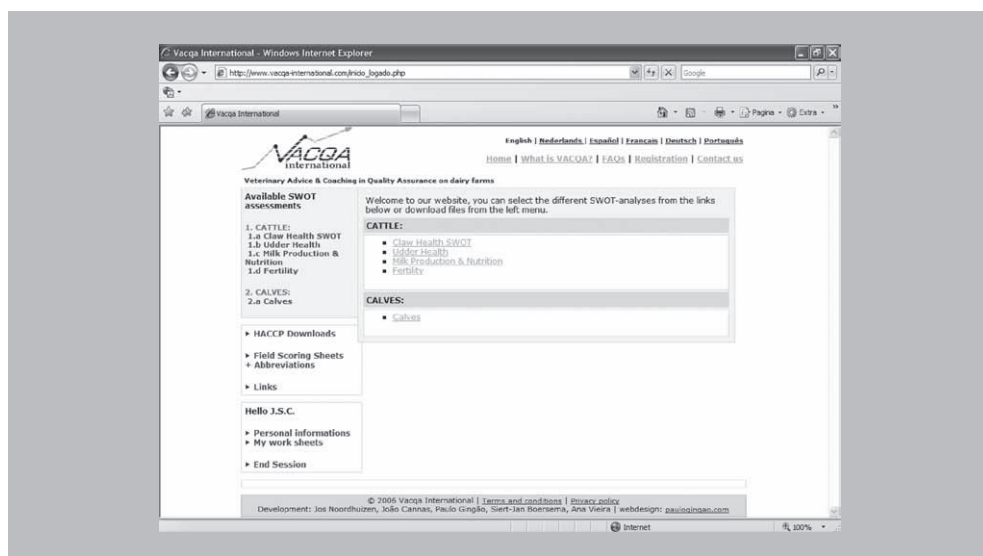 Vacqa International - Windows Internet Explorer
http://www.vacqa-international.com/inicio_logado.php
Google
Vacqa International
Pagina
Extra
VACQA
international
English | Nederlands | Español | Francais | Deutsch | Português
Home | What is VACQA? | FAQs | Registration | Contact us
Veterinary Advice & Coaching in Quality Assurance on dairy farms
Available SWOT
assessments
1. CATTLE:
1.a Claw Health SWOT
1.b Udder Health
1.c Milk Production &
Nutrition
1.d Fertility
2. CALVES:
2.a Calves
HACCP Downloads
Field Scoring Sheets
+ Abbreviations
Links
Hello J.S.C.
Personal informations
My work sheets
End Session
Welcome to our website, you can select the different SWOT-analyses from the links
below or download files from the left menu.
CATTLE:
Claw Health SWOT
Udder Health
Milk Production & Nutrition
Fertility
CALVES:
Calves
© 2006 Vacqa International | Terms and conditions | Privacy policy
Development: Jos Noordhuizen, João Cannas, Paulo Gingão, Siert-Jan Boersema, Ana Vieira | webdesign: paulogingao.com
Internet
100%